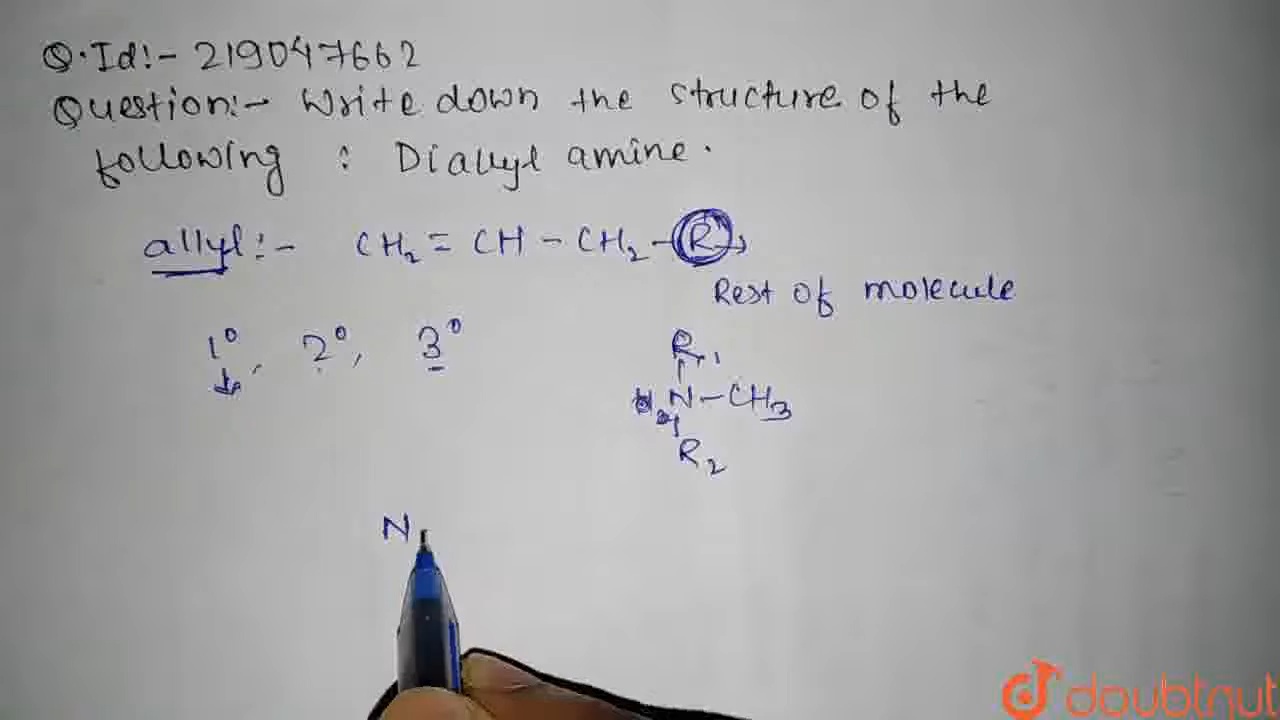 Q.Id:- 219047662
Question:- Write down the structure of the
following : Diallyl amine.
allyl:- CH2 = CH - CH2 - R
Rest of molecule
1°, 2°, 3°
R1
N - CH3
R2
N
doubtnut